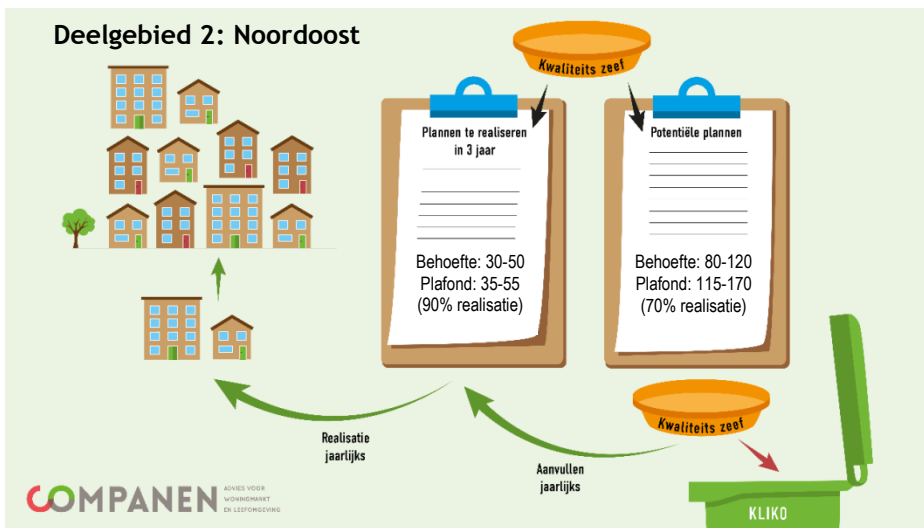 Deelgebied 2: Noordoost
Kwaliteits zeef
Plannen te realiseren
in 3 jaar
Behoefte: 30-50
Plafond: 35-55
(90% realisatie)
Potentiële plannen
Behoefte: 80-120
Plafond: 115-170
(70% realisatie)
Kwaliteits zeef
Realisatie
jaarlijks
Aanvullen
jaarlijks
KLIKO
COMPANEN
ADVIES VOOR
WONINGMARKT
EN LEEFOMGEVING